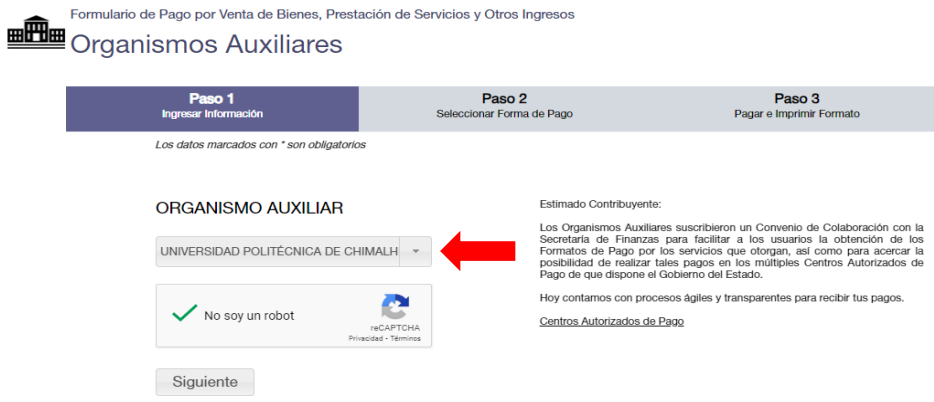 Formulario de Pago por Venta de Bienes, Prestación de Servicios y Otros Ingresos
Organismos Auxiliares
Paso 1
Ingresar Información
Paso 2
Seleccionar Forma de Pago
Paso 3
Pagar e Imprimir Formato
Los datos marcados con * son obligatorios
ORGANISMO AUXILIAR
UNIVERSIDAD POLITÉCNICA DE CHIMALH
No soy un robot
reCAPTCHA
Privacidad - Términos
Siguiente
Estimado Contribuyente:
Los Organismos Auxiliares suscribieron un Convenio de Colaboración con la
Secretaría de Finanzas para facilitar a los usuarios la obtención de los
Formatos de Pago por los servicios que otorgan, así como para acercar la
posibilidad de realizar tales pagos en los múltiples Centros Autorizados de
Pago de que dispone el Gobierno del Estado.
Hoy contamos con procesos ágiles y transparentes para recibir tus pagos.
Centros Autorizados de Pago